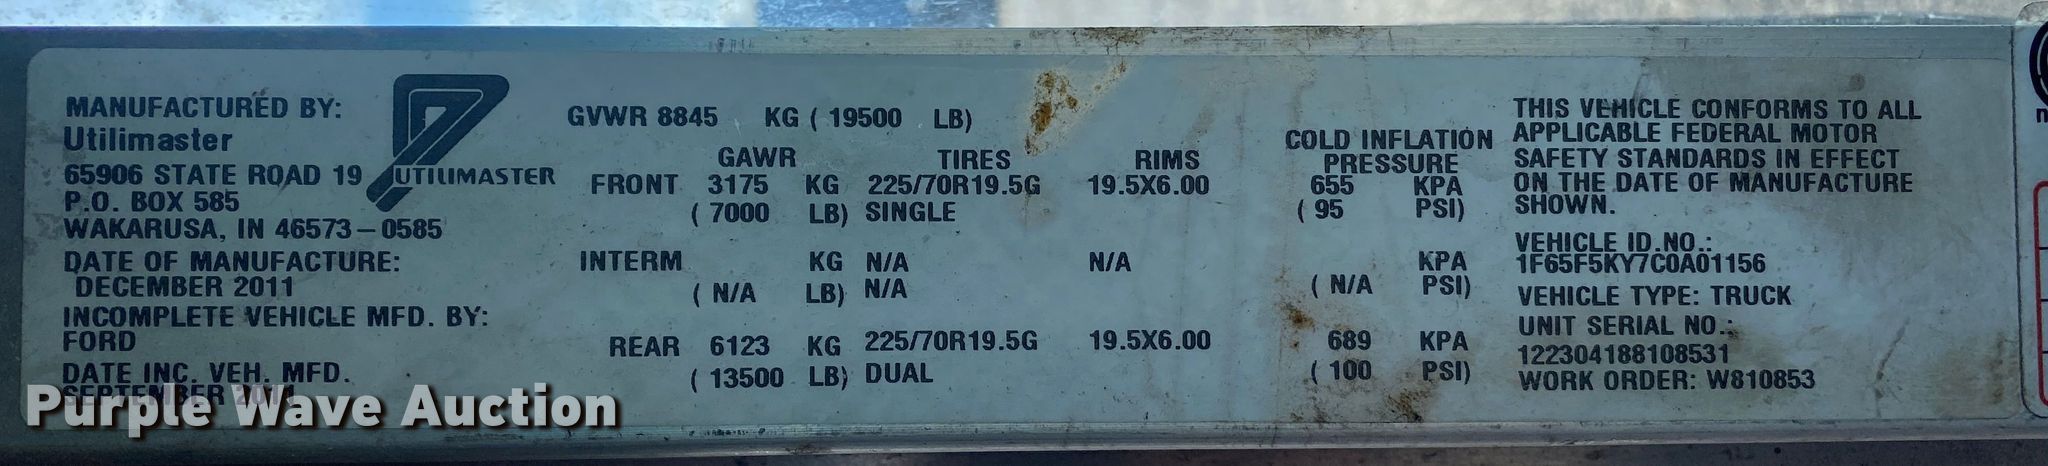 MANUFACTURED BY:
Utilimaster
65906 STATE ROAD 19
P.O. BOX 585
WAKARUSA, IN 46573-0585
DATE OF MANUFACTURE:
DECEMBER 2011
INCOMPLETE VEHICLE MFD. BY:
FORD
DATE INC. VEH. MFD.
SEPTEMBER 2011
UTILIMASTER
GVWR 8845 KG ( 19500 LB)
GAWR TIRES RIMS COLD INFLATION PRESSURE
FRONT 3175 KG 225/70R19.5G 19.5X6.00 655 KPA
( 7000 LB) SINGLE ( 95 PSI)
INTERM KG N/A N/A KPA
( N/A LB) N/A ( N/A PSI)
REAR 6123 KG 225/70R19.5G 19.5X6.00 689 KPA
( 13500 LB) DUAL ( 100 PSI)
THIS VEHICLE CONFORMS TO ALL
APPLICABLE FEDERAL MOTOR
SAFETY STANDARDS IN EFFECT
ON THE DATE OF MANUFACTURE
SHOWN.
VEHICLE ID.NO.:
1F65F5KY7C0A01156
VEHICLE TYPE: TRUCK
UNIT SERIAL NO.:
122304188108531
WORK ORDER: W810853
Purple Wave Auction